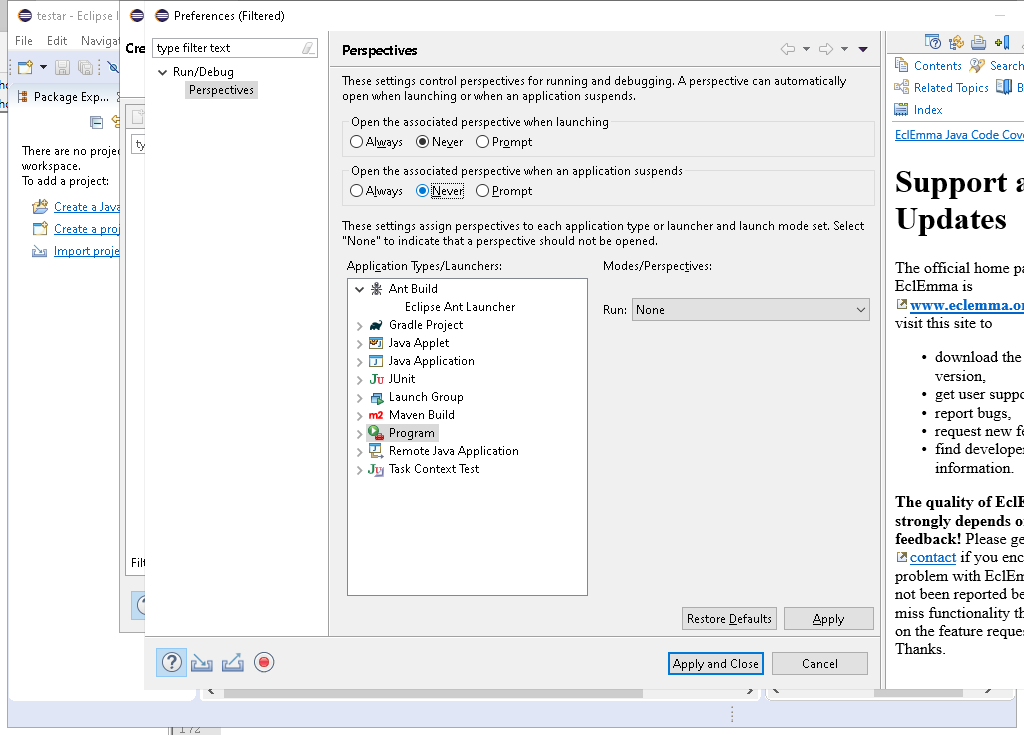 testar - Eclipse I
File Edit Navigat
Package Exp...
There are no projec
workspace.
To add a project:
Create a Java
Create a proj
Import proje
Cre
ty
Filt
Preferences (Filtered)
type filter text
Run/Debug
Perspectives
Perspectives
These settings control perspectives for running and debugging. A perspective can automatically
open when launching or when an application suspends.
Open the associated perspective when launching
Always Never Prompt
Open the associated perspective when an application suspends
Always Never Prompt
These settings assign perspectives to each application type or launcher and launch mode set. Select
"None" to indicate that a perspective should not be opened.
Application Types/Launchers:
Ant Build
Eclipse Ant Launcher
Gradle Project
Java Applet
Java Application
JUnit
Launch Group
Maven Build
Program
Remote Java Application
Task Context Test
Modes/Perspectives:
Run: None
Restore Defaults Apply
Apply and Close Cancel
Contents Search
Related Topics B
Index
EclEmma Java Code Cove
Support a
Updates
The official home pa
EclEmma is
www.eclemma.or
visit this site to
• download the
version,
• get user suppo
• report bugs,
• request new fe
• find developer
information.
The quality of EclE
strongly depends o
feedback! Please ge
contact if you enc
problem with EclEm
not been reported be
miss functionality th
on the feature reques
Thanks.
172